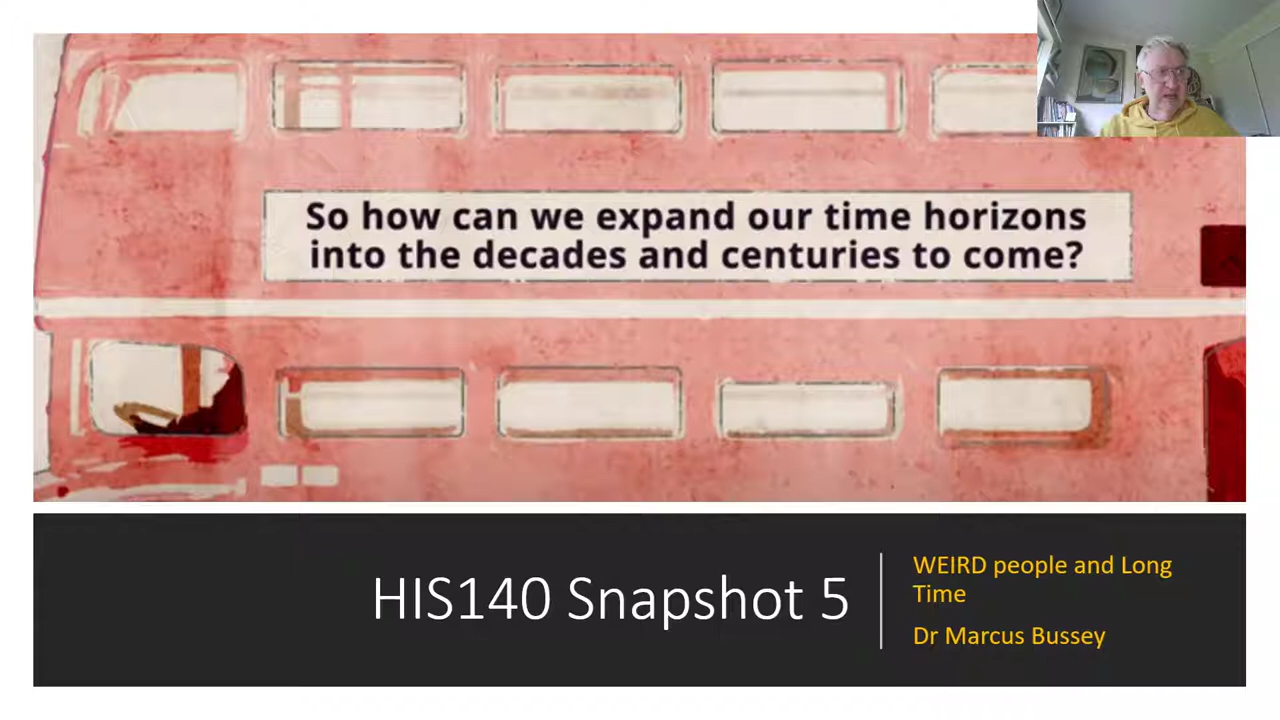 So how can we expand our time horizons
into the decades and centuries to come?
HIS140 Snapshot 5
WEIRD people and Long
Time
Dr Marcus Bussey